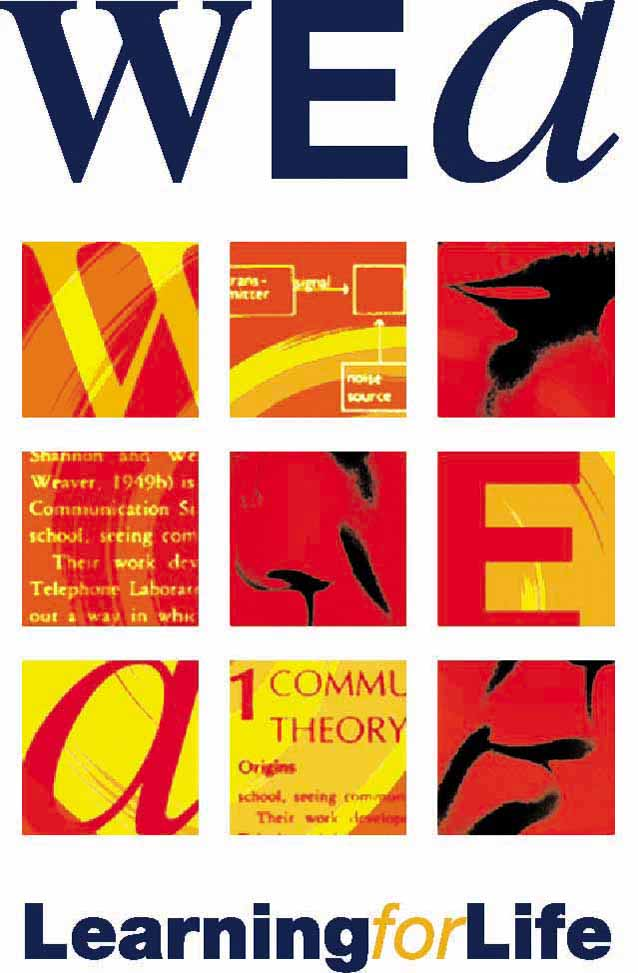 WEa
W
rans-
mitter
signal
noise
source
Shannon and We
Weaver, 1949b) is
Communication S
school, seeing com
Their work dev
Telephone Laborat
out a way in whic
E
a
1 COMMU
THEORY
Origins
school, seeing commun
Their work develop
LearningforLife